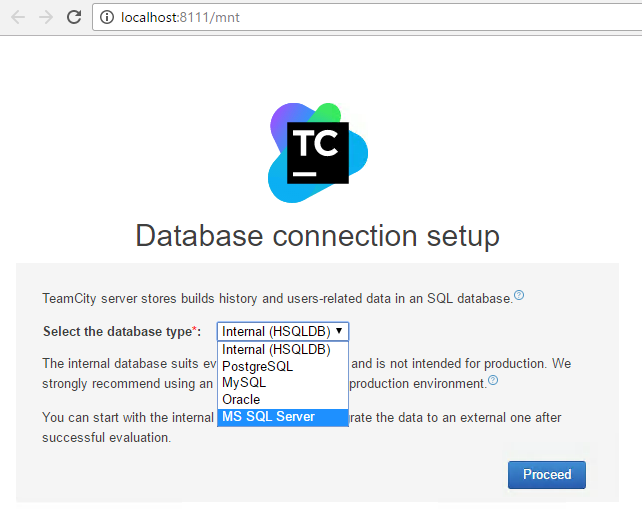 localhost:8111/mnt
TC
Database connection setup
TeamCity server stores builds history and users-related data in an SQL database.
Select the database type*: Internal (HSQLDB)
Internal (HSQLDB)
PostgreSQL
MySQL
Oracle
MS SQL Server
The internal database suits ev and is not intended for production. We
strongly recommend using an production environment.
You can start with the internal rate the data to an external one after
successful evaluation.
Proceed